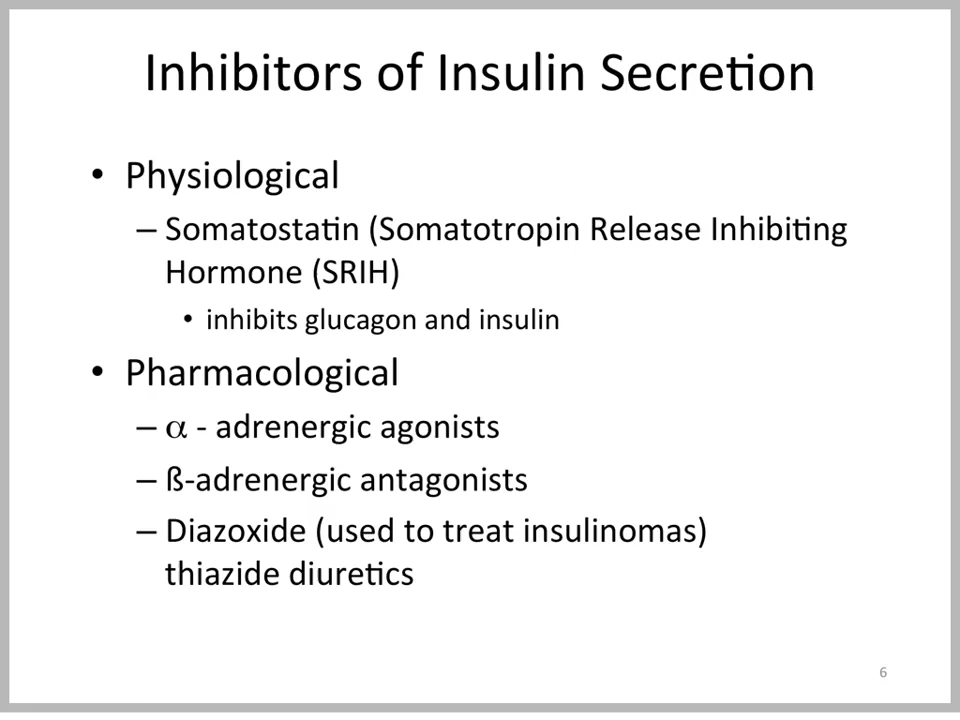 Inhibitors of Insulin Secretion
• Physiological
– Somatostatin (Somatotropin Release Inhibiting
Hormone (SRIH)
• inhibits glucagon and insulin
• Pharmacological
– α - adrenergic agonists
– ß-adrenergic antagonists
– Diazoxide (used to treat insulinomas)
thiazide diuretics
6